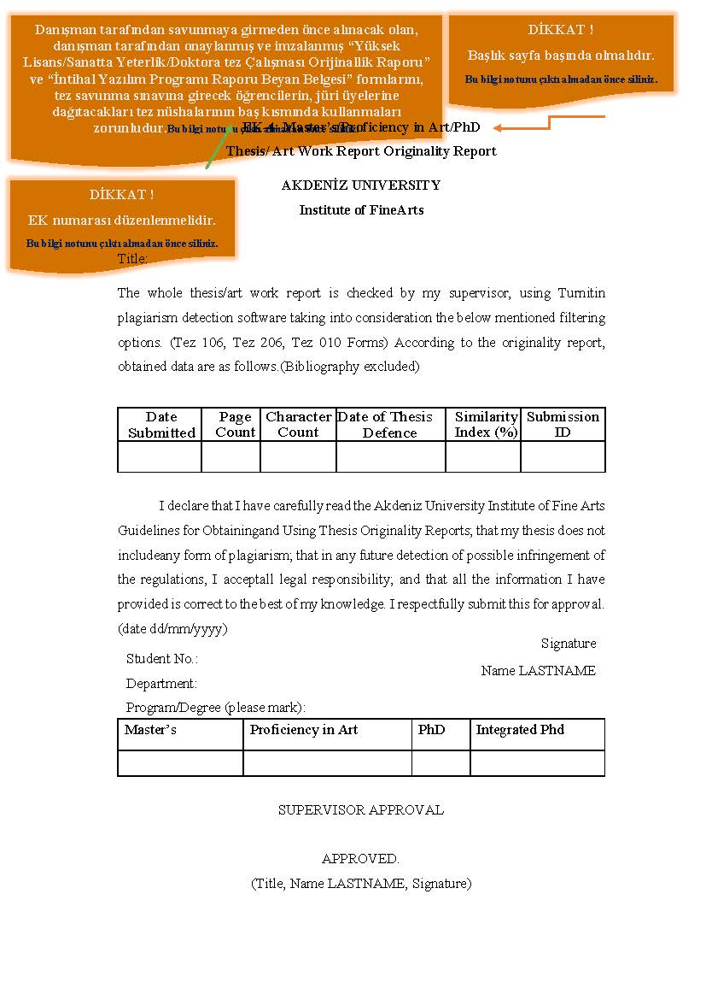 Danışman tarafından savunmaya girmeden önce alınacak olan,
danışman tarafından onaylanmış ve imzalanmış “Yüksek
Lisans/Sanatta Yeterlik/Doktora tez Çalışması Orijinallik Raporu”
ve “İntihal Yazılım Programı Raporu Beyan Belgesi” formlarını,
tez savunma sınavına girecek öğrencilerin, jüri üyelerine
dağıtacakları tez nüshalarının baş kısmında kullanmaları
zorunludur.Bu bilgi notunu çıktı almadan önce siliniz.
DİKKAT !
Başlık sayfa başında olmalıdır.
Bu bilgi notunu çıktı almadan önce siliniz.
EK 4: Master’s/Proficiency in Art/PhD
Thesis/ Art Work Report Originality Report
DİKKAT !
EK numarası düzenlenmelidir.
Bu bilgi notunu çıktı almadan önce siliniz.
AKDENİZ UNIVERSITY
Institute of FineArts
Title:
The whole thesis/art work report is checked by my supervisor, using Turnitin
plagiarism detection software taking into consideration the below mentioned filtering
options. (Tez 106, Tez 206, Tez 010 Forms) According to the originality report,
obtained data are as follows.(Bibliography excluded)
Date Page Character Date of Thesis Similarity Submission
Submitted Count Count Defence Index (%) ID
I declare that I have carefully read the Akdeniz University Institute of Fine Arts
Guidelines for Obtainingand Using Thesis Originality Reports; that my thesis does not
includeany form of plagiarism; that in any future detection of possible infringement of
the regulations, I acceptall legal responsibility; and that all the information I have
provided is correct to the best of my knowledge. I respectfully submit this for approval.
(date dd/mm/yyyy)
Signature
Student No.:
Name LASTNAME
Department:
Program/Degree (please mark):
Master’s Proficiency in Art PhD Integrated Phd
SUPERVISOR APPROVAL
APPROVED.
(Title, Name LASTNAME, Signature)